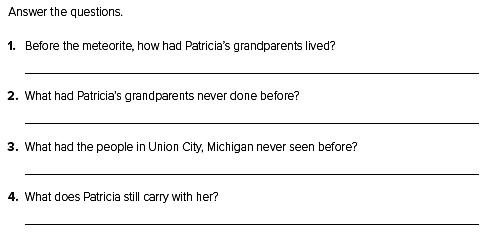 Answer the questions.
1. Before the meteorite, how had Patricia's grandparents lived?
2. What had Patricia's grandparents never done before?
3. What had the people in Union City, Michigan never seen before?
4. What does Patricia still carry with her?